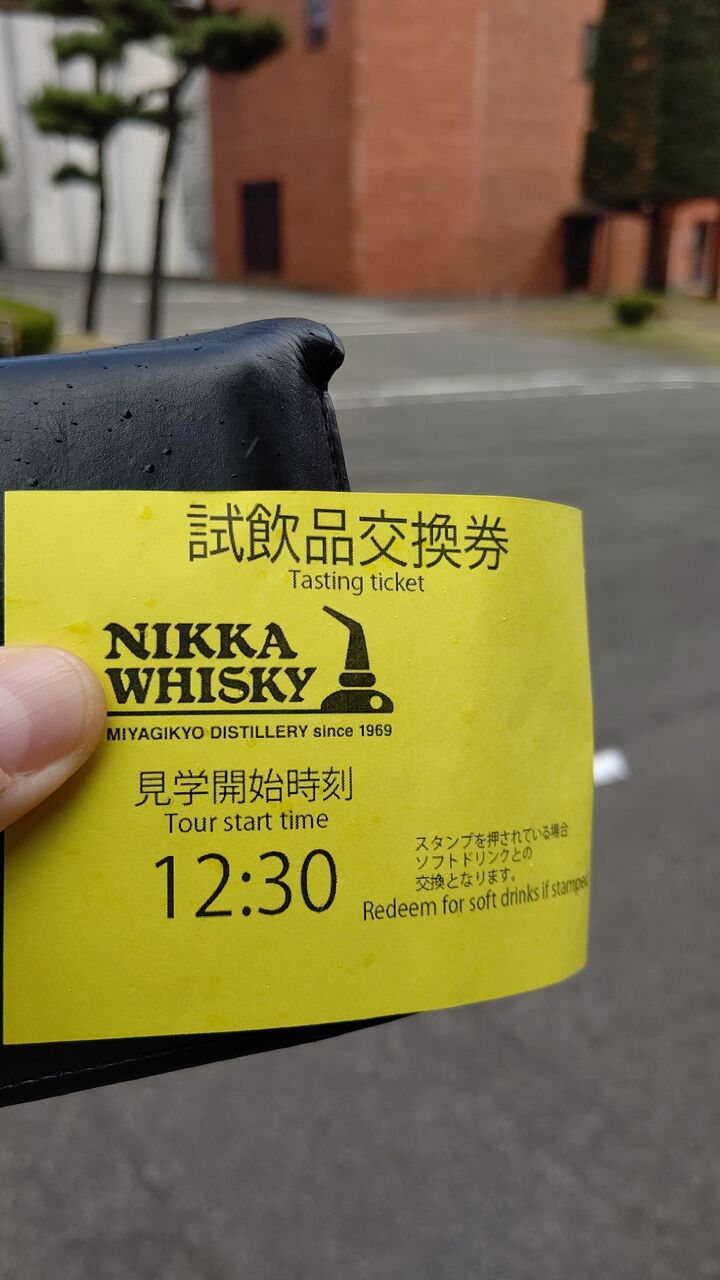 試飲品交換券
Tasting ticket
NIKKA
WHISKY
MIYAGIKYO DISTILLERY since 1969
見学開始時刻
Tour start time
12:30
スタンプを押されている場合
ソフトドリンクとの
交換となります。
Redeem for soft drinks if stamped